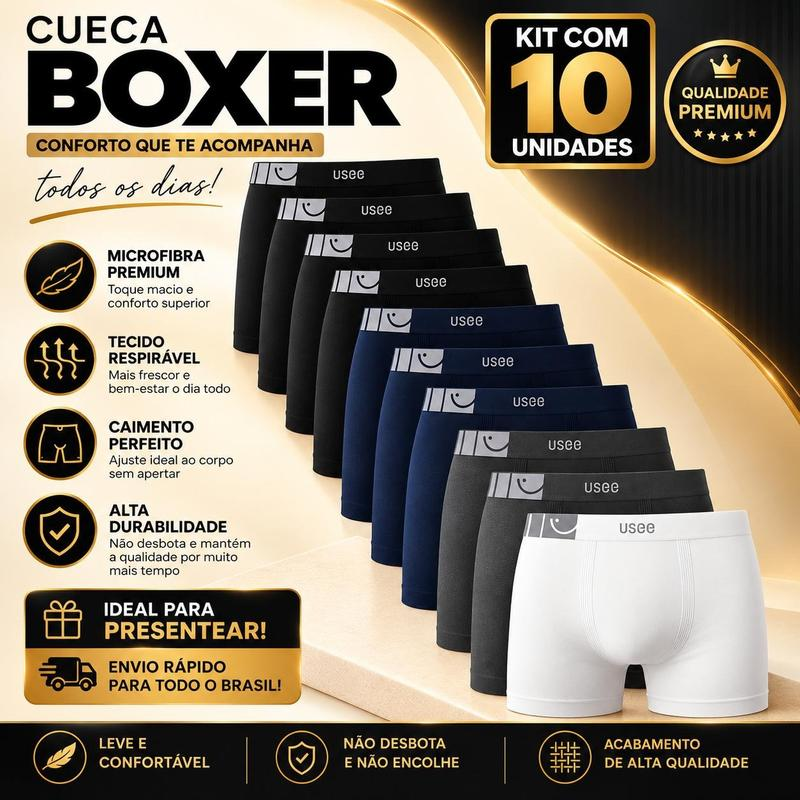 CUECA
BOXER
CONFORTO QUE TE ACOMPANHA
todos os dias!
KIT COM
10
UNIDADES
QUALIDADE
PREMIUM
usee
usee
usee
usee
usee
usee
usee
usee
usee
usee
MICROFIBRA
PREMIUM
Toque macio e
conforto superior
TECIDO
RESPIRÁVEL
Mais frescor e
bem-estar o dia todo
CAIMENTO
PERFEITO
Ajuste ideal ao corpo
sem apertar
ALTA
DURABILIDADE
Não desbota e mantém
a qualidade por muito
mais tempo
IDEAL PARA
PRESENTEAR!
ENVIO RÁPIDO
PARA TODO O BRASIL!
LEVE E
CONFORTÁVEL
NÃO DESBOTA
E NÃO ENCOLHE
ACABAMENTO
DE ALTA QUALIDADE